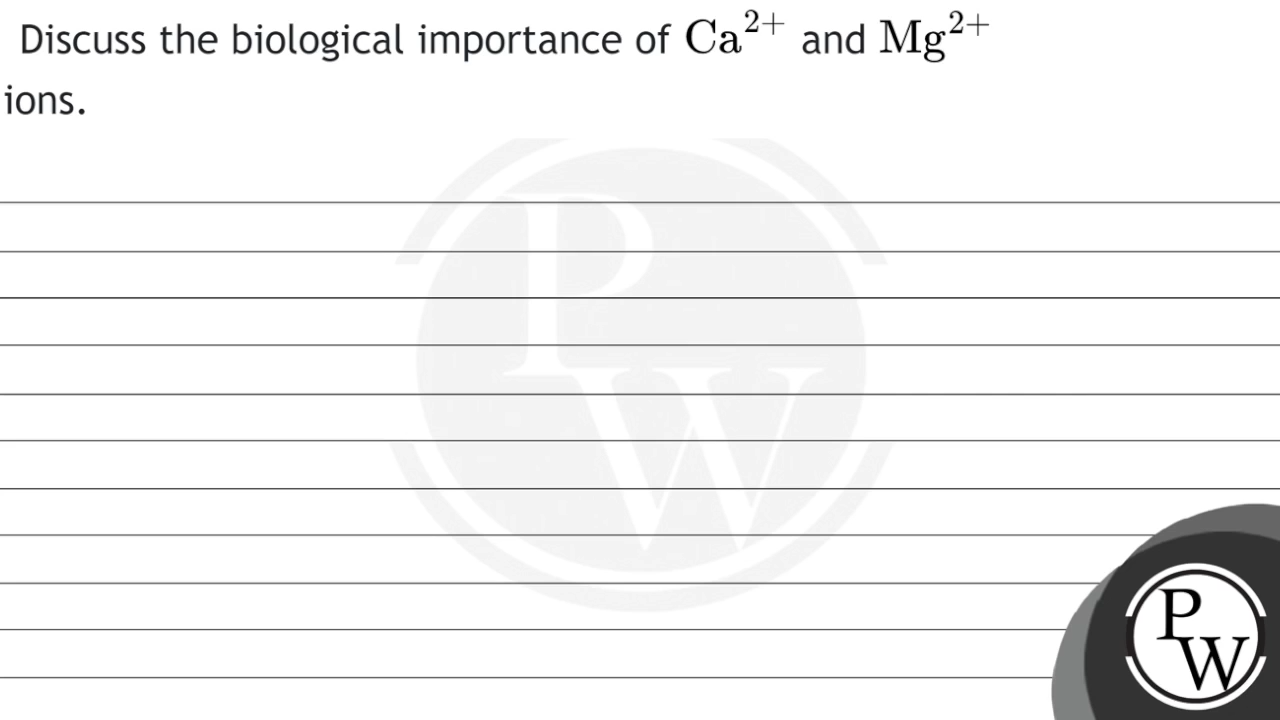 Discuss the biological importance of Ca²⁺ and Mg²⁺
ions.
P
W
P
W